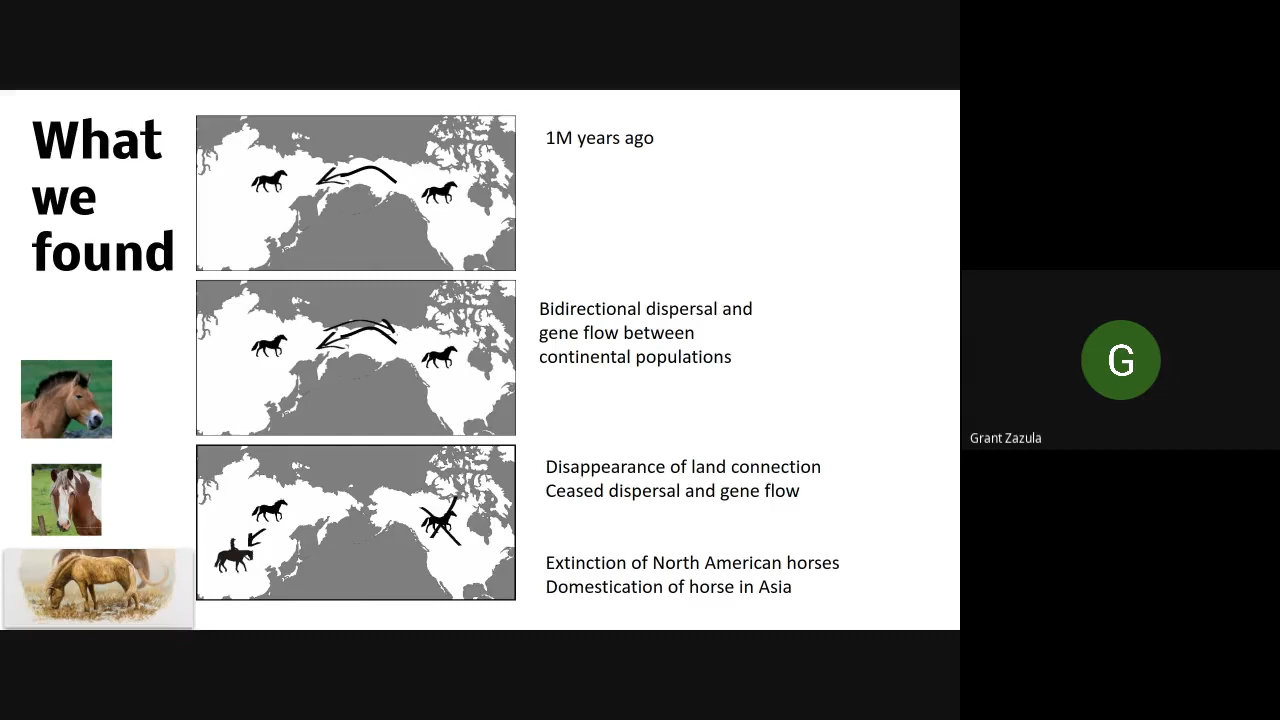 What
we
found
1M years ago
Bidirectional dispersal and
gene flow between
continental populations
Disappearance of land connection
Ceased dispersal and gene flow
Extinction of North American horses
Domestication of horse in Asia
G
Grant Zazula